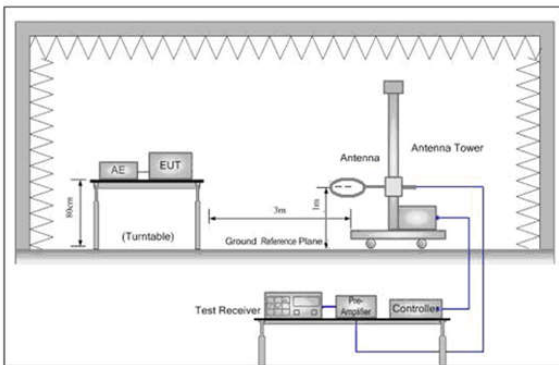 AE
EUT
80cm
(Turntable)
3m
Ground Reference Plane
Antenna
1m
Antenna Tower
Test Receiver
Pre-
Amplifier
Controller